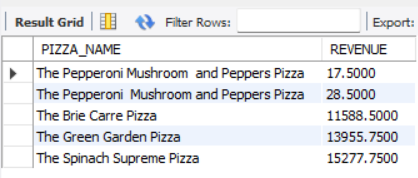 Result Grid Filter Rows: Export:
PIZZA_NAME REVENUE
The Pepperoni Mushroom  and Peppers Pizza 17.5000
The Pepperoni  Mushroom and Peppers Pizza 28.5000
The Brie Carre Pizza 11588.5000
The Green Garden Pizza 13955.7500
The Spinach Supreme Pizza 15277.7500